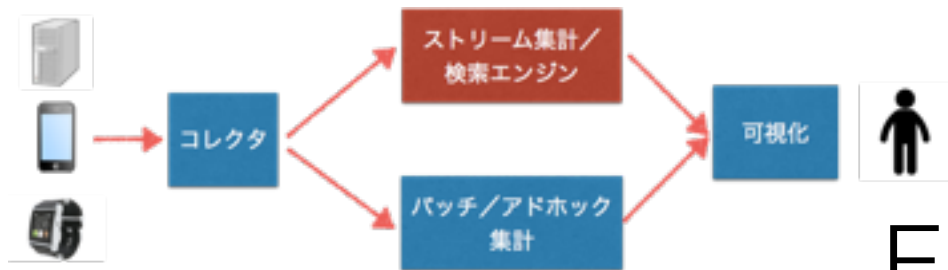 ストリーム集計／
検索エンジン
コレクタ
可視化
バッチ／アドホック
集計